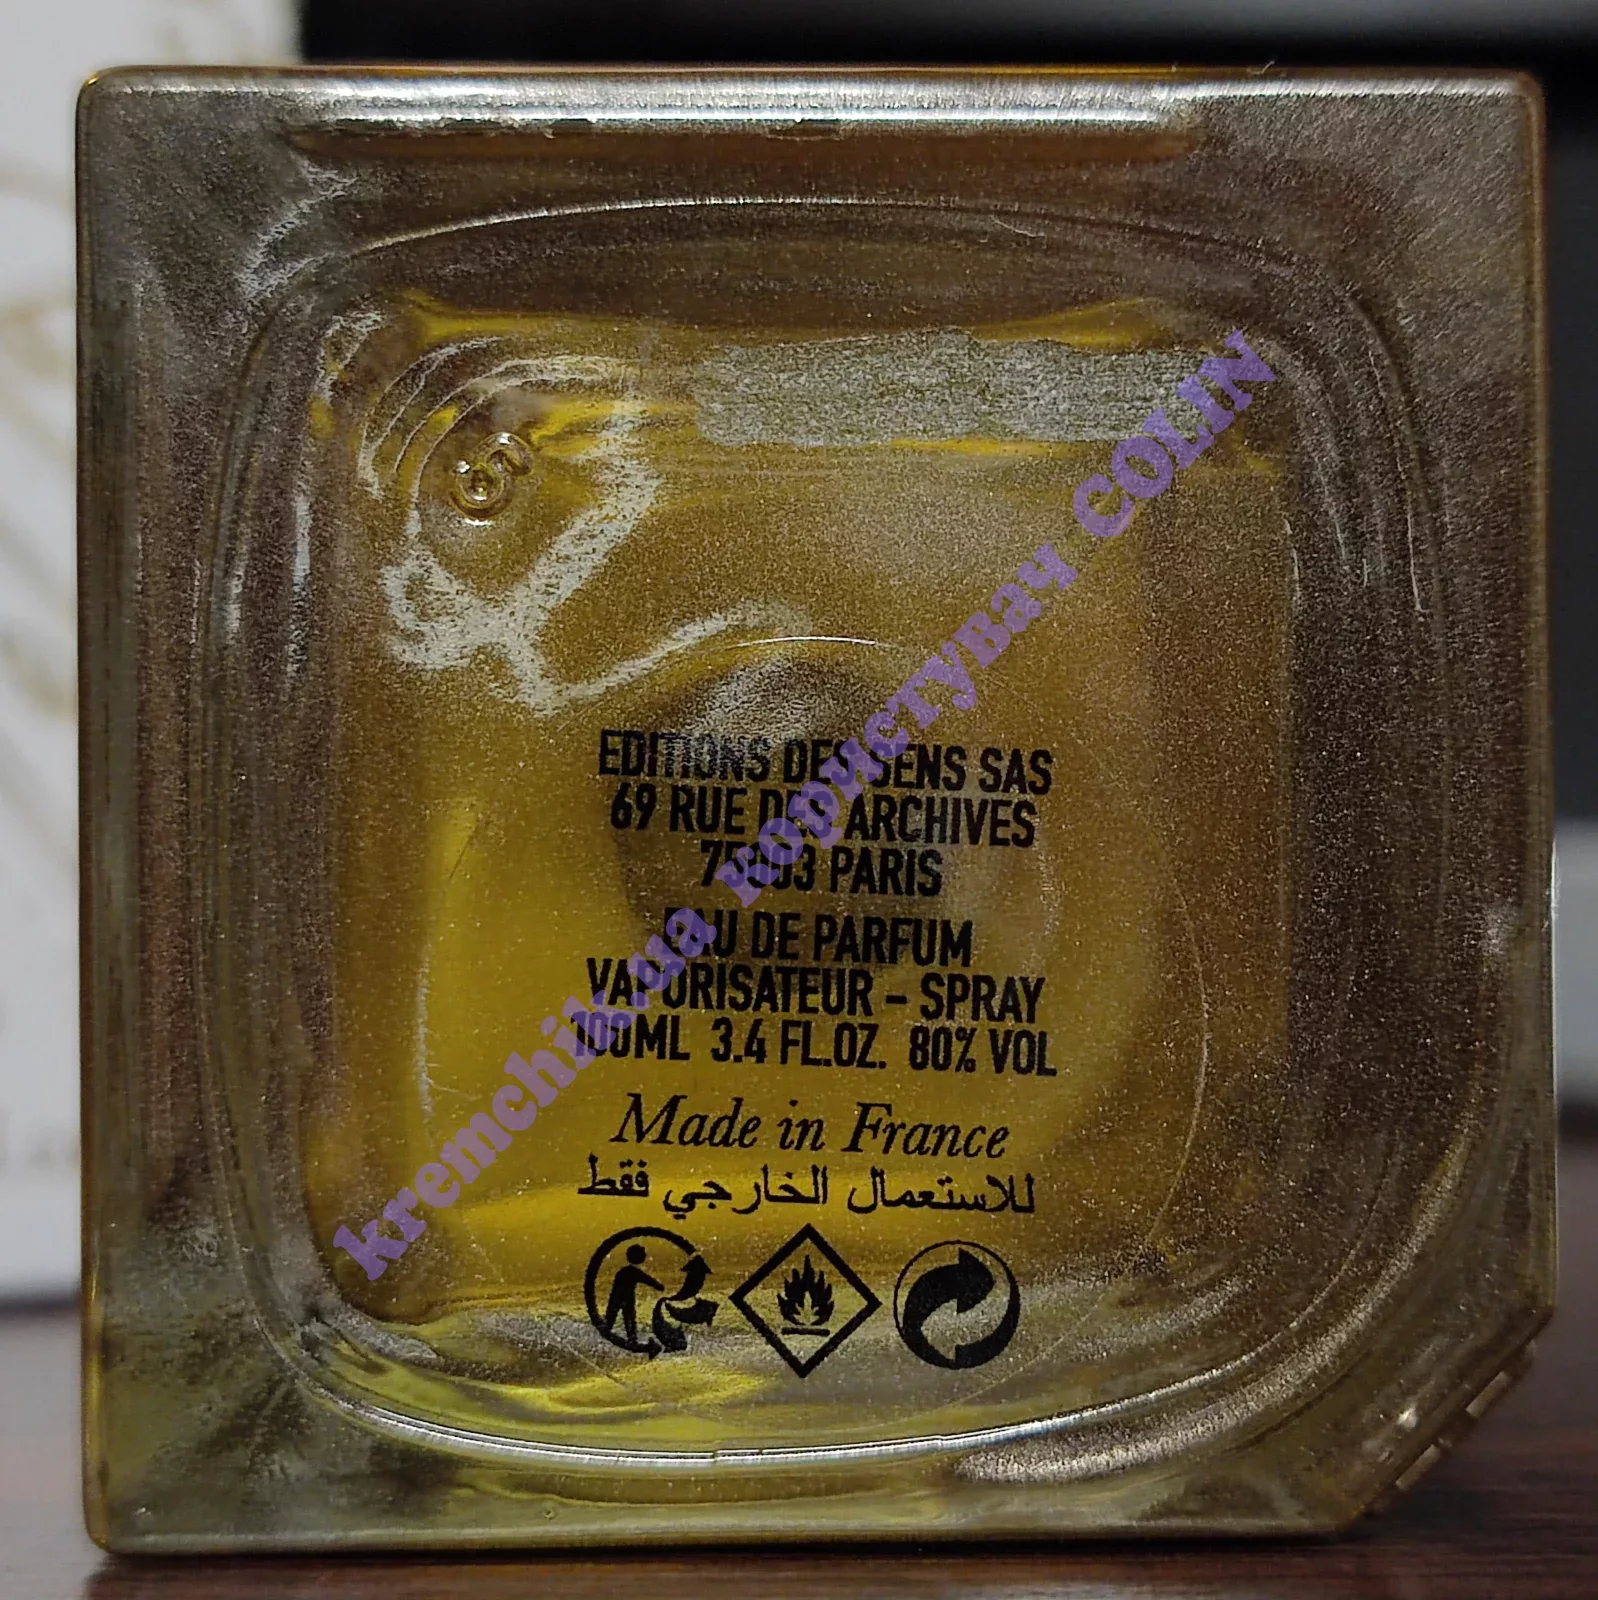 S
EDITIONS DES SENS SAS
69 RUE DES ARCHIVES
75003 PARIS
EAU DE PARFUM
VAPORISATEUR – SPRAY
100ML 3.4 FL.OZ. 80% VOL
Made in France
للاستعمال الخارجي فقط
kremchik.ua користуВач COLIN